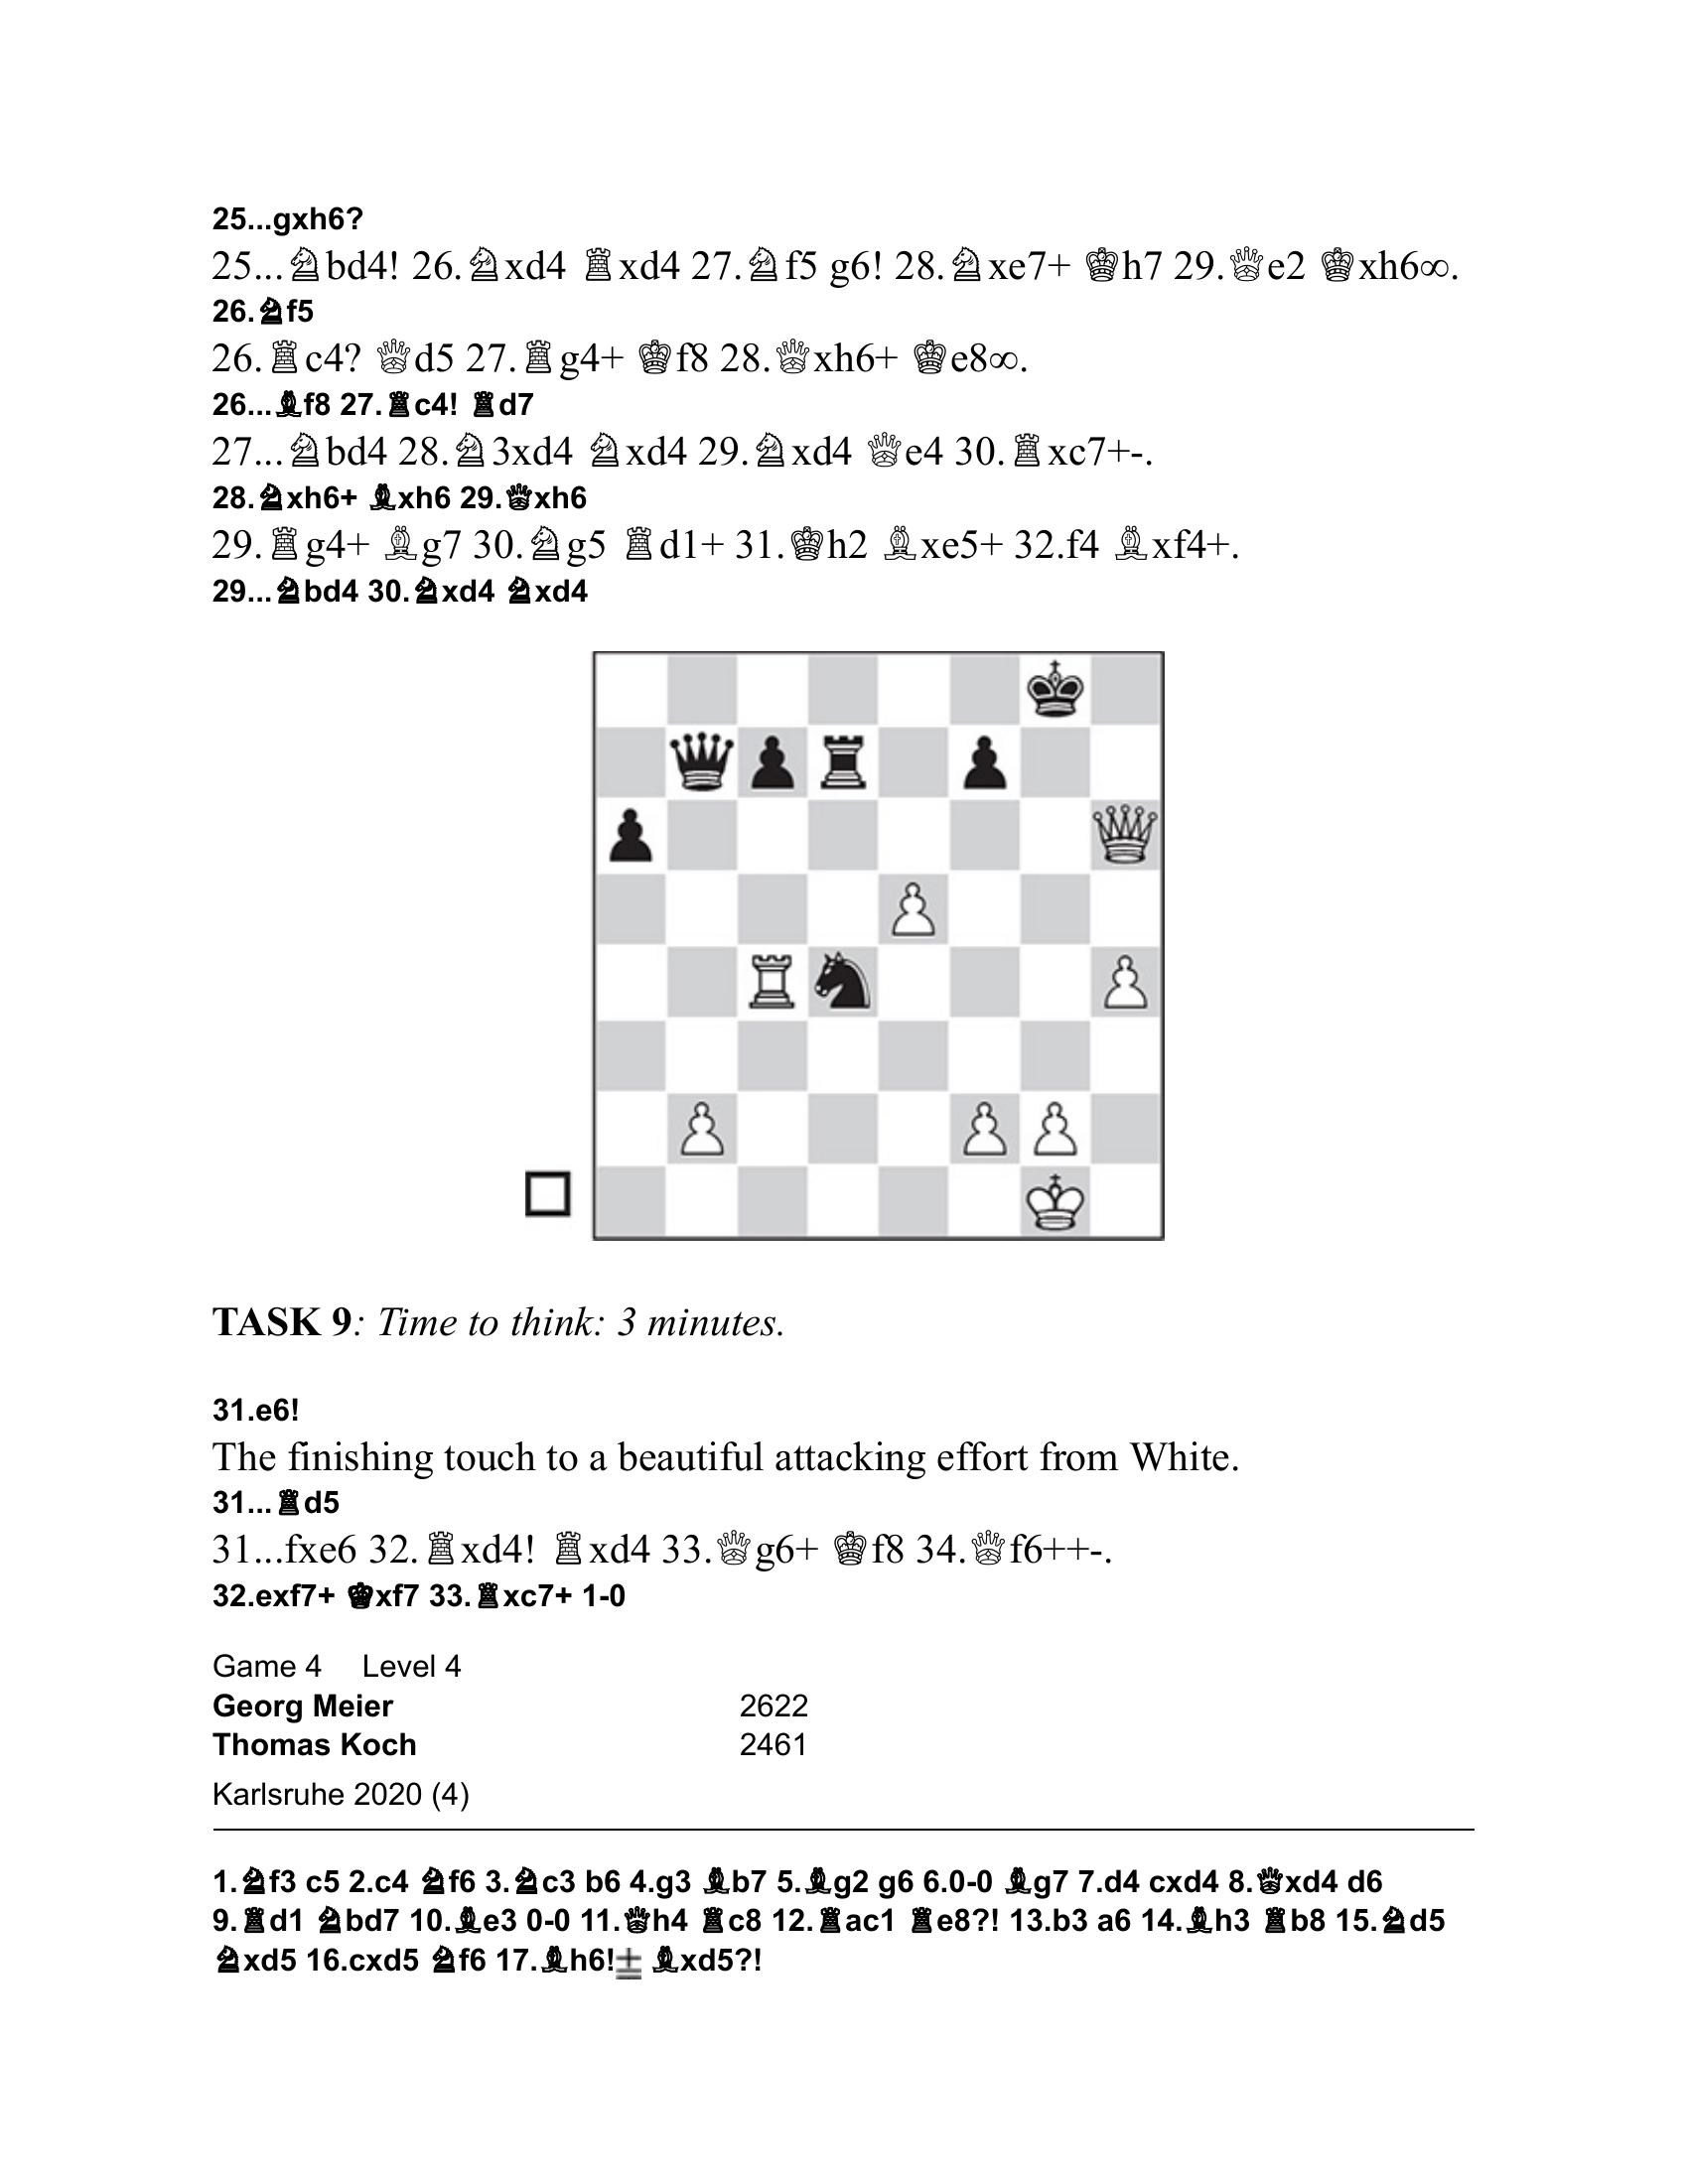 25...gxh6?
25...♘bd4! 26.♘xd4 ♖xd4 27.♘f5 g6! 28.♘xe7+ ♔h7 29.♕e2 ♔xh6∞.
26.♞f5
26.♖c4? ♕d5 27.♖g4+ ♔f8 28.♕xh6+ ♔e8∞.
26...♝f8 27.♜c4! ♜d7
27...♘bd4 28.♘3xd4 ♘xd4 29.♘xd4 ♕e4 30.♖xc7+-.
28.♞xh6+ ♝xh6 29.♛xh6
29.♖g4+ ♗g7 30.♘g5 ♖d1+ 31.♔h2 ♗xe5+ 32.f4 ♗xf4+.
29...♞bd4 30.♞xd4 ♞xd4
TASK 9: Time to think: 3 minutes.
31.e6!
The finishing touch to a beautiful attacking effort from White.
31...♜d5
31...fxe6 32.♖xd4! ♖xd4 33.♕g6+ ♔f8 34.♕f6++-.
32.exf7+ ♚xf7 33.♜xc7+ 1-0
Game 4 Level 4
Georg Meier 2622
Thomas Koch 2461
Karlsruhe 2020 (4)
1.♞f3 c5 2.c4 ♞f6 3.♞c3 b6 4.g3 ♝b7 5.♝g2 g6 6.0-0 ♝g7 7.d4 cxd4 8.♛xd4 d6
9.♜d1 ♞bd7 10.♝e3 0-0 11.♛h4 ♜c8 12.♜ac1 ♜e8?! 13.b3 a6 14.♝h3 ♜b8 15.♞d5
♞xd5 16.cxd5 ♞f6 17.♝h6!± ♝xd5?!